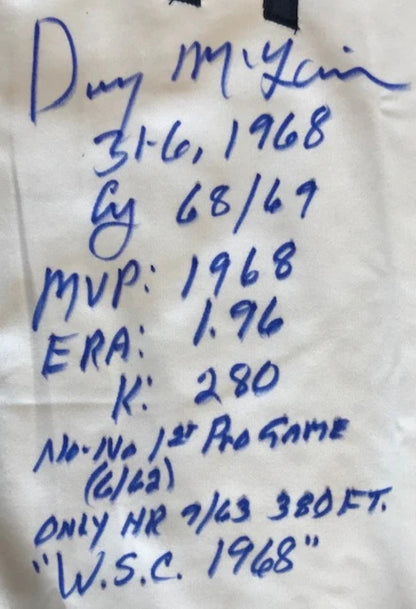 Denny McLain
31-6, 1968
Cy 68/69
MVP: 1968
ERA: 1.96
K: 280
No-No 1st Pro Game
(6/62)
ONLY HR 9/63 380 FT.
"W.S.C. 1968"